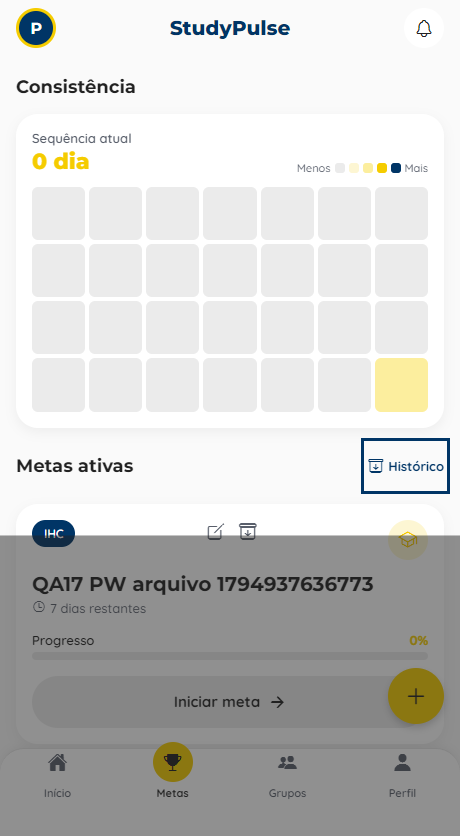 P
StudyPulse
Consistência
Sequência atual
0 dia
Menos
Mais
Metas ativas
Histórico
IHC
QA17 PW arquivo 1794937636773
7 dias restantes
Progresso
0%
Iniciar meta
Início
Metas
Grupos
Perfil